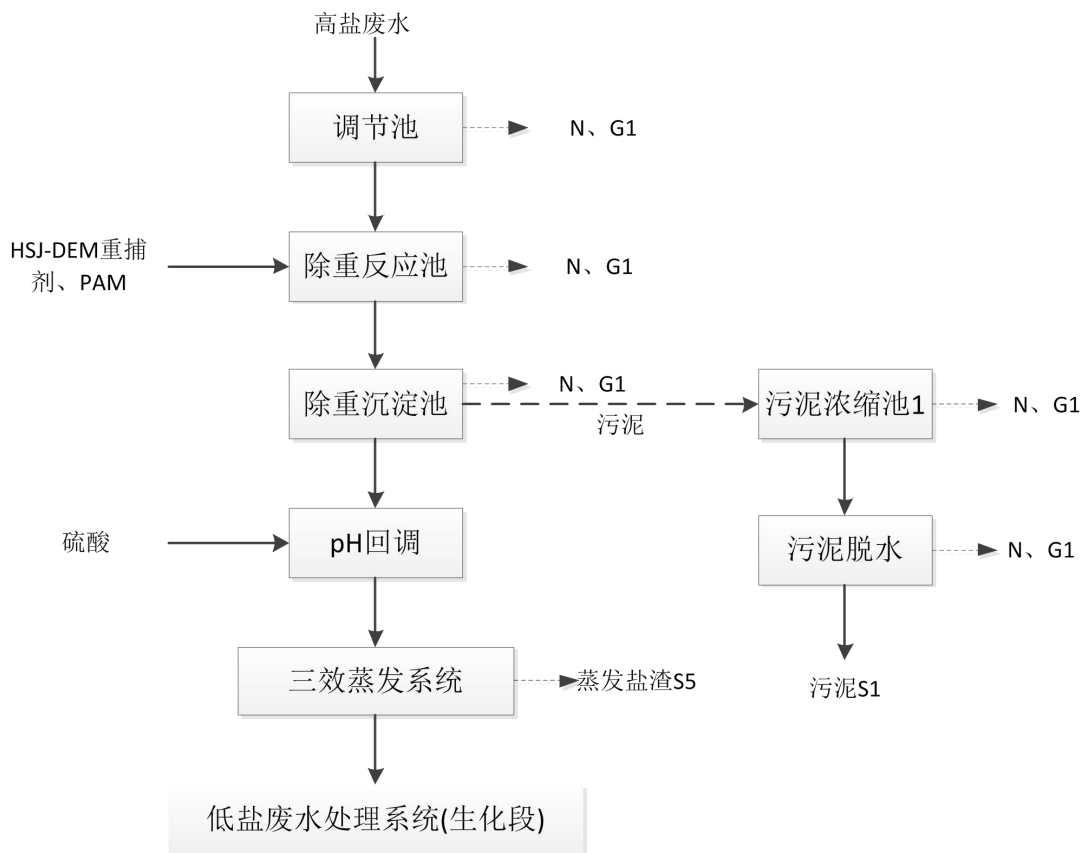 高盐废水
调节池
N、G1
HSJ-DEM重捕
剂、PAM
除重反应池
N、G1
除重沉淀池
N、G1
污泥
污泥浓缩池1
N、G1
硫酸
pH回调
污泥脱水
N、G1
三效蒸发系统
蒸发盐渣S5
污泥S1
低盐废水处理系统(生化段)